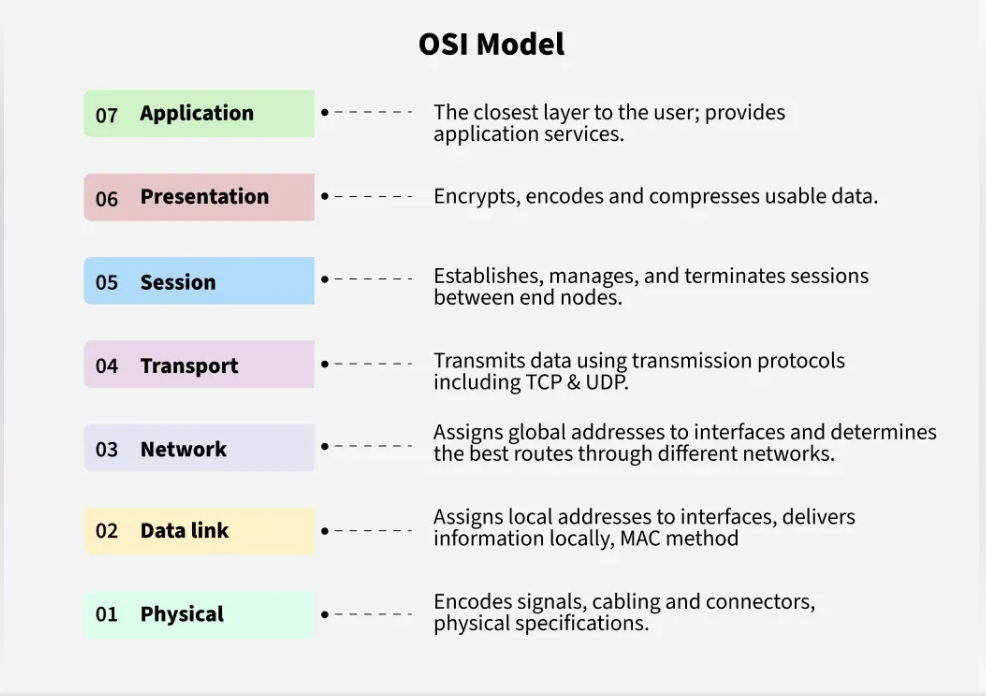 OSI Model
07 Application
The closest layer to the user; provides
application services.
06 Presentation
Encrypts, encodes and compresses usable data.
05 Session
Establishes, manages, and terminates sessions
between end nodes.
04 Transport
Transmits data using transmission protocols
including TCP & UDP.
03 Network
Assigns global addresses to interfaces and determines
the best routes through different networks.
02 Data link
Assigns local addresses to interfaces, delivers
information locally, MAC method
01 Physical
Encodes signals, cabling and connectors,
physical specifications.